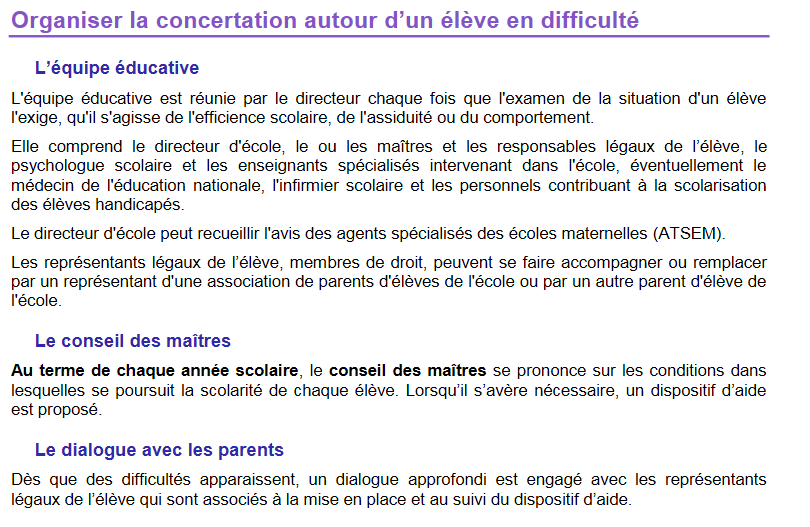 Organiser la concertation autour d’un élève en difficulté
L’équipe éducative
L'équipe éducative est réunie par le directeur chaque fois que l'examen de la situation d'un élève
l'exige, qu'il s'agisse de l'efficience scolaire, de l'assiduité ou du comportement.
Elle comprend le directeur d'école, le ou les maîtres et les responsables légaux de l’élève, le
psychologue scolaire et les enseignants spécialisés intervenant dans l'école, éventuellement le
médecin de l'éducation nationale, l'infirmier scolaire et les personnels contribuant à la scolarisation
des élèves handicapés.
Le directeur d'école peut recueillir l'avis des agents spécialisés des écoles maternelles (ATSEM).
Les représentants légaux de l’élève, membres de droit, peuvent se faire accompagner ou remplacer
par un représentant d'une association de parents d'élèves de l'école ou par un autre parent d'élève de
l'école.
Le conseil des maîtres
Au terme de chaque année scolaire, le conseil des maîtres se prononce sur les conditions dans
lesquelles se poursuit la scolarité de chaque élève. Lorsqu’il s’avère nécessaire, un dispositif d’aide
est proposé.
Le dialogue avec les parents
Dès que des difficultés apparaissent, un dialogue approfondi est engagé avec les représentants
légaux de l’élève qui sont associés à la mise en place et au suivi du dispositif d’aide.